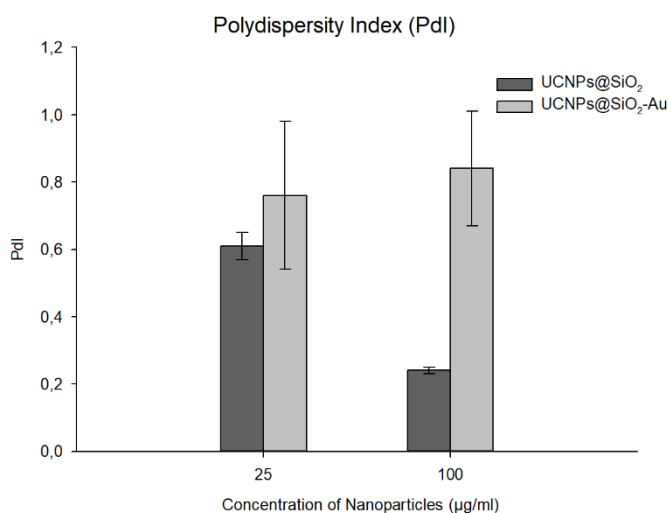 Polydispersity Index (PdI)
1,2
1,0
0,8
0,6
0,4
0,2
0,0
PdI
UCNPs@SiO₂
UCNPs@SiO₂-Au
25
100
Concentration of Nanoparticles (µg/ml)